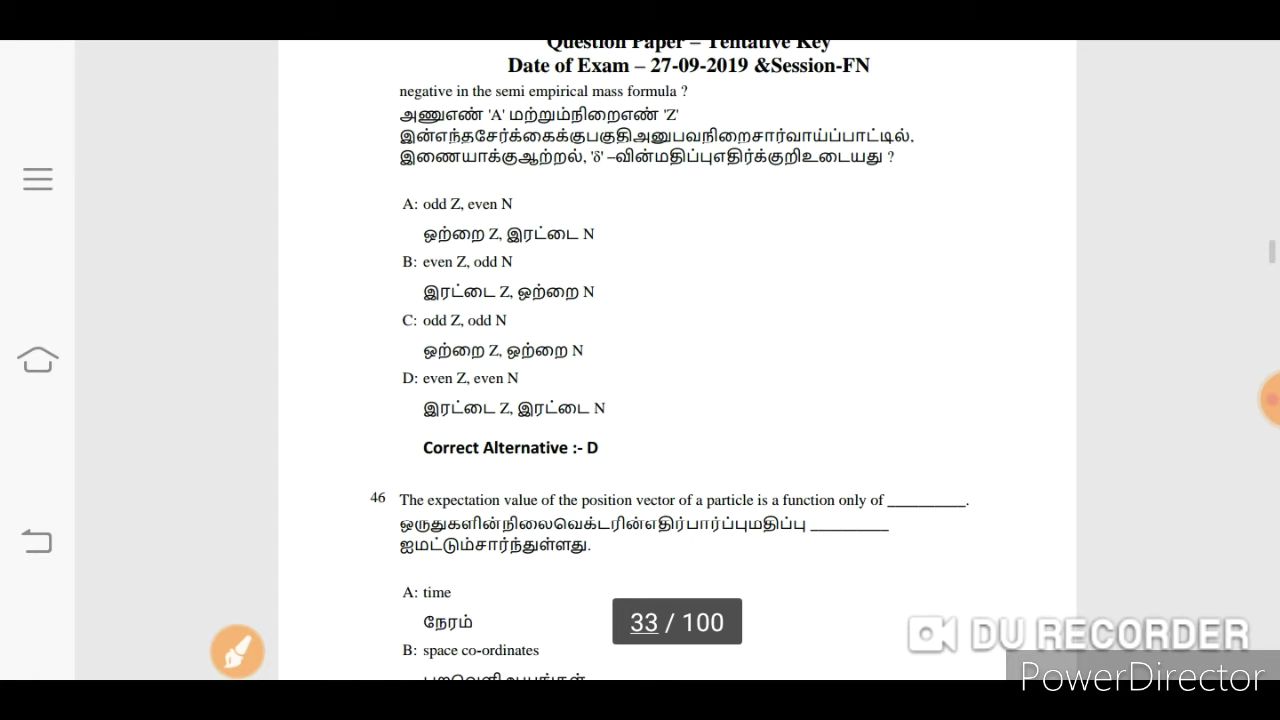 Question Paper – Tentative Key
Date of Exam – 27-09-2019 &Session-FN
negative in the semi empirical mass formula ?
அணுஎண் 'A' மற்றும்நிறைஎண் 'Z'
இன்எந்தசேர்க்கைக்குபகுதிஅனுபவநிறைசார்வாய்ப்பாட்டில்,
இணையாக்குஆற்றல், 'δ' –வின்மதிப்புஎதிர்க்குறிஉடையது ?
A: odd Z, even N
ஒற்றை Z, இரட்டை N
B: even Z, odd N
இரட்டை Z, ஒற்றை N
C: odd Z, odd N
ஒற்றை Z, ஒற்றை N
D: even Z, even N
இரட்டை Z, இரட்டை N
Correct Alternative :- D
46 The expectation value of the position vector of a particle is a function only of _________.
ஒருதுகளின்நிலைவெக்டரின்எதிர்பார்ப்புமதிப்பு _________
ஐமட்டும்சார்ந்துள்ளது.
A: time
நேரம்
33 / 100
B: space co-ordinates
DU RECORDER
PowerDirector